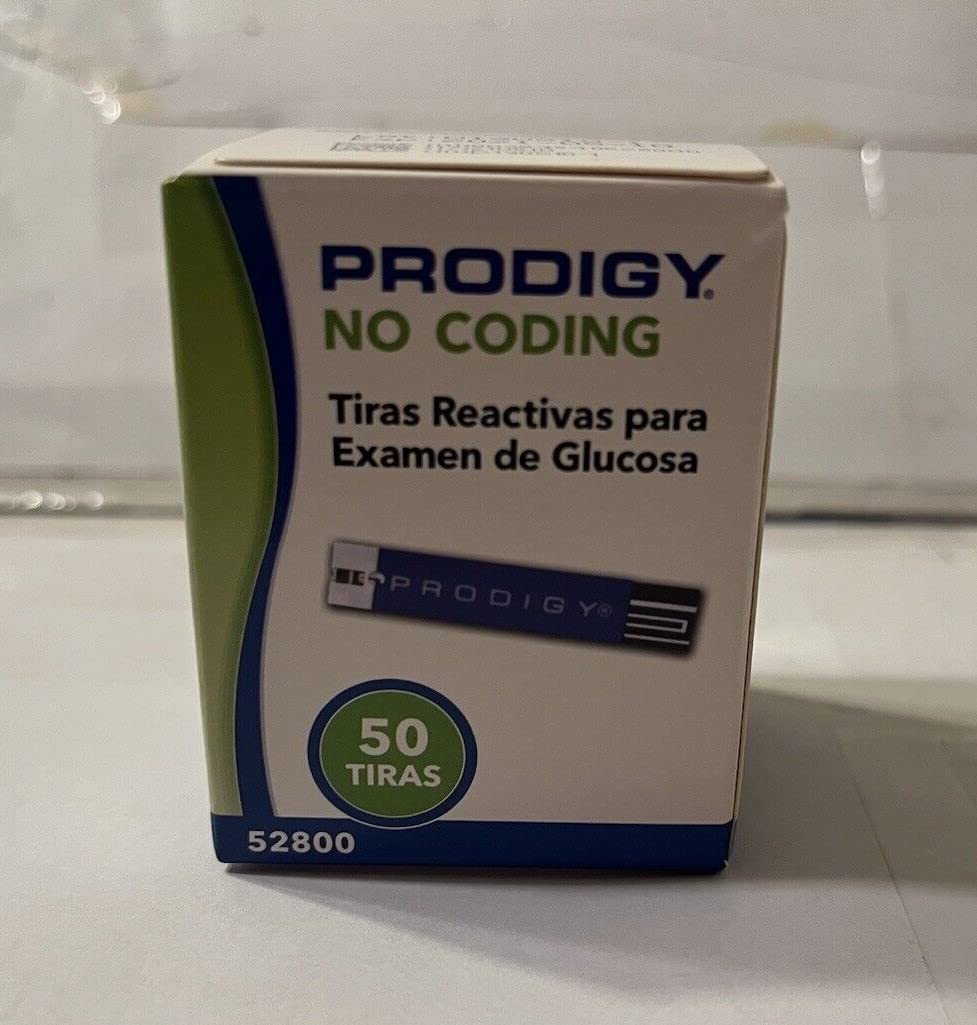 PRODIGY®
NO CODING
Tiras Reactivas para
Examen de Glucosa
PRODIGY®
50
TIRAS
52800